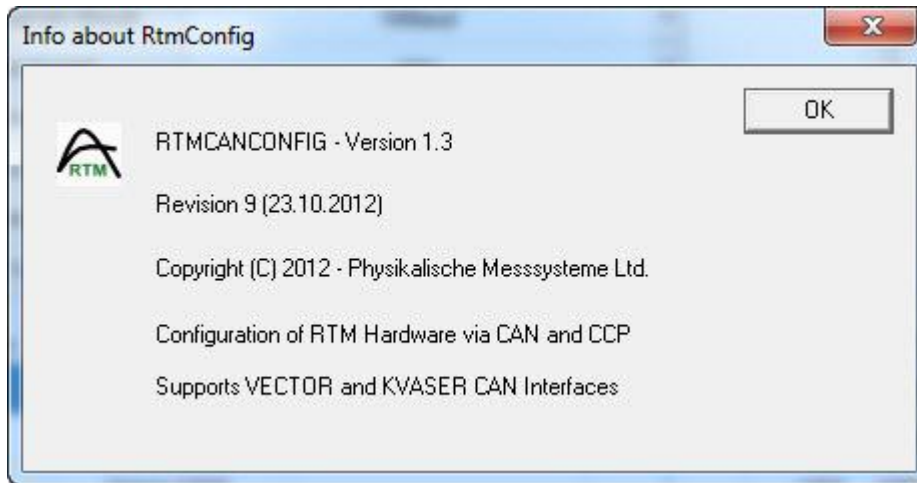 Info about RtmConfig
OK
RTM
RTMCANCONFIG - Version 1.3
Revision 9 (23.10.2012)
Copyright (C) 2012 - Physikalische Messsysteme Ltd.
Configuration of RTM Hardware via CAN and CCP
Supports VECTOR and KVASER CAN Interfaces